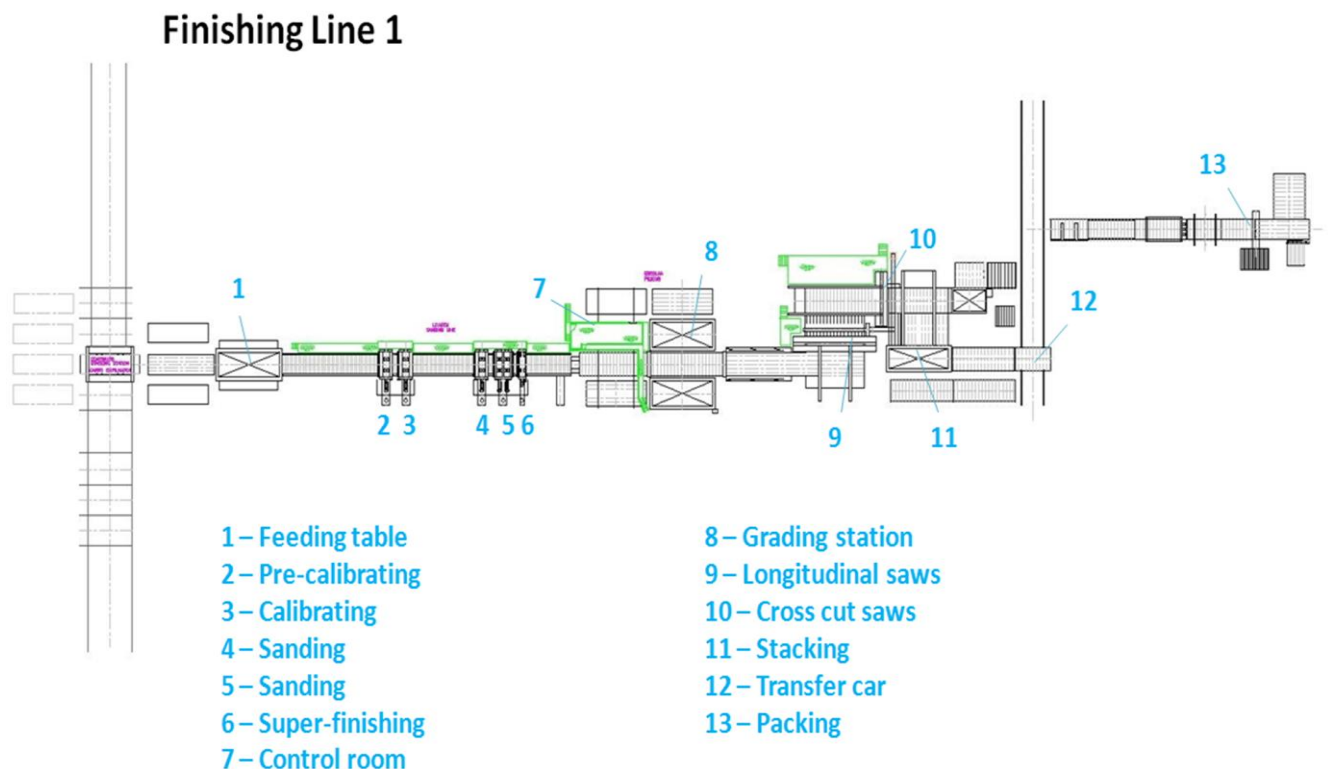 Finishing Line 1
1
2
3
4
5
6
7
8
9
10
11
12
13
SANDING LINE
1 – Feeding table
2 – Pre-calibrating
3 – Calibrating
4 – Sanding
5 – Sanding
6 – Super-finishing
7 – Control room
8 – Grading station
9 – Longitudinal saws
10 – Cross cut saws
11 – Stacking
12 – Transfer car
13 – Packing